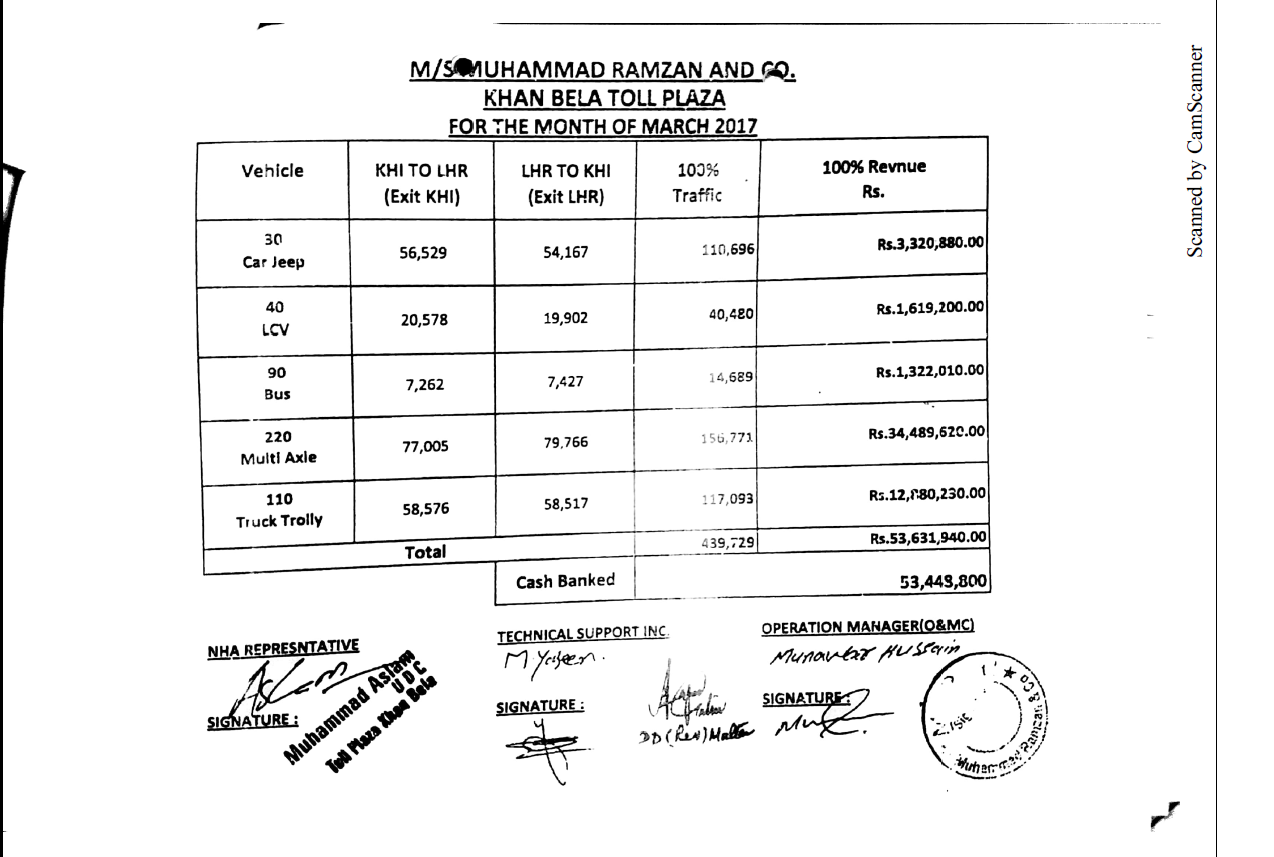 M/S MUHAMMAD RAMZAN AND CO.
KHAN BELA TOLL PLAZA
FOR THE MONTH OF MARCH 2017
Vehicle KHI TO LHR (Exit KHI) LHR TO KHI (Exit LHR) 100% Traffic 100% Revnue Rs.
30 Car Jeep 56,529 54,167 110,696 Rs.3,320,880.00
40 LCV 20,578 19,902 40,480 Rs.1,619,200.00
90 Bus 7,262 7,427 14,689 Rs.1,322,010.00
220 Multi Axle 77,005 79,766 156,771 Rs.34,489,620.00
110 Truck Trolly 58,576 58,517 117,093 Rs.12,880,230.00
Total 439,729 Rs.53,631,940.00
Cash Banked 53,443,800
NHA REPRESNTATIVE
Aslam
SIGNATURE :
Muhammad Aslam
U D C
Toll Plaza Khan Bela
TECHNICAL SUPPORT INC.
M. Yaseen.
SIGNATURE :
DD (Rev) Multan
OPERATION MANAGER(O&MC)
Munawar Hussain
SIGNATURE :
Muhammad Ramzan & Co
Scanned by CamScanner